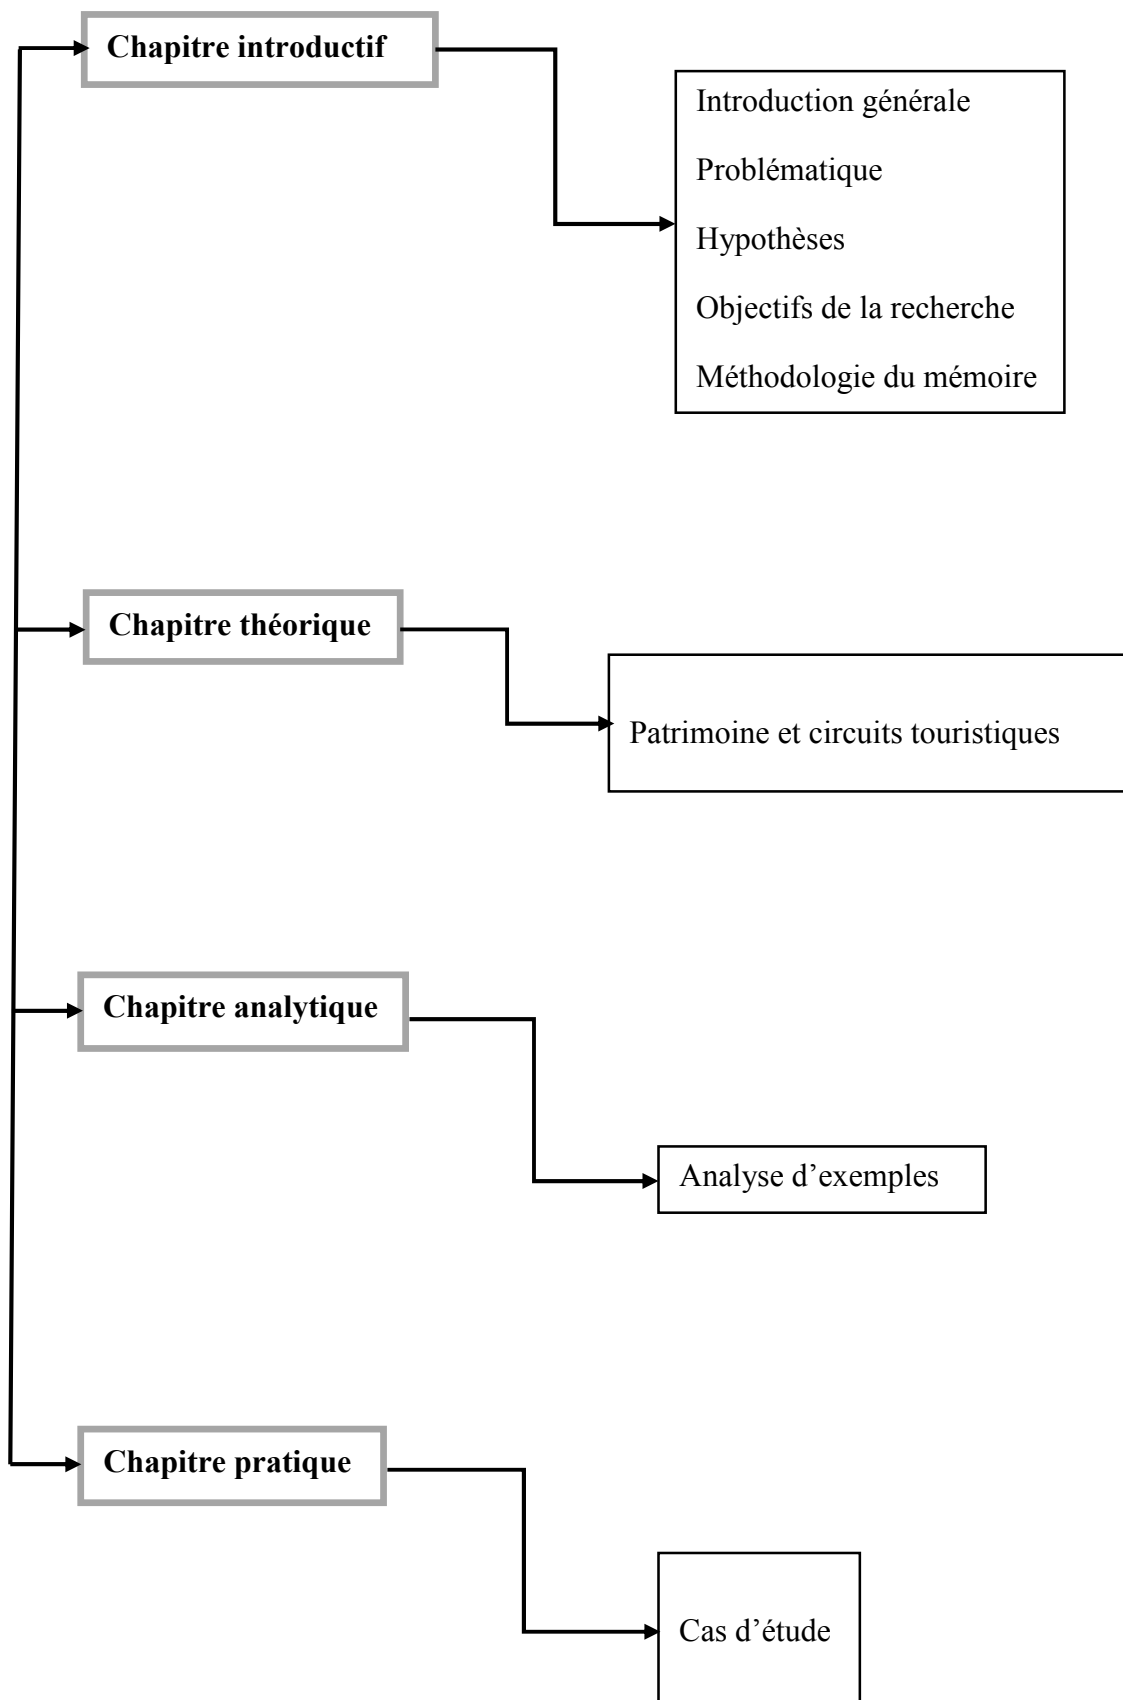 Chapitre introductif
Introduction générale
Problématique
Hypothèses
Objectifs de la recherche
Méthodologie du mémoire
Chapitre théorique
Patrimoine et circuits touristiques
Chapitre analytique
Analyse d’exemples
Chapitre pratique
Cas d’étude